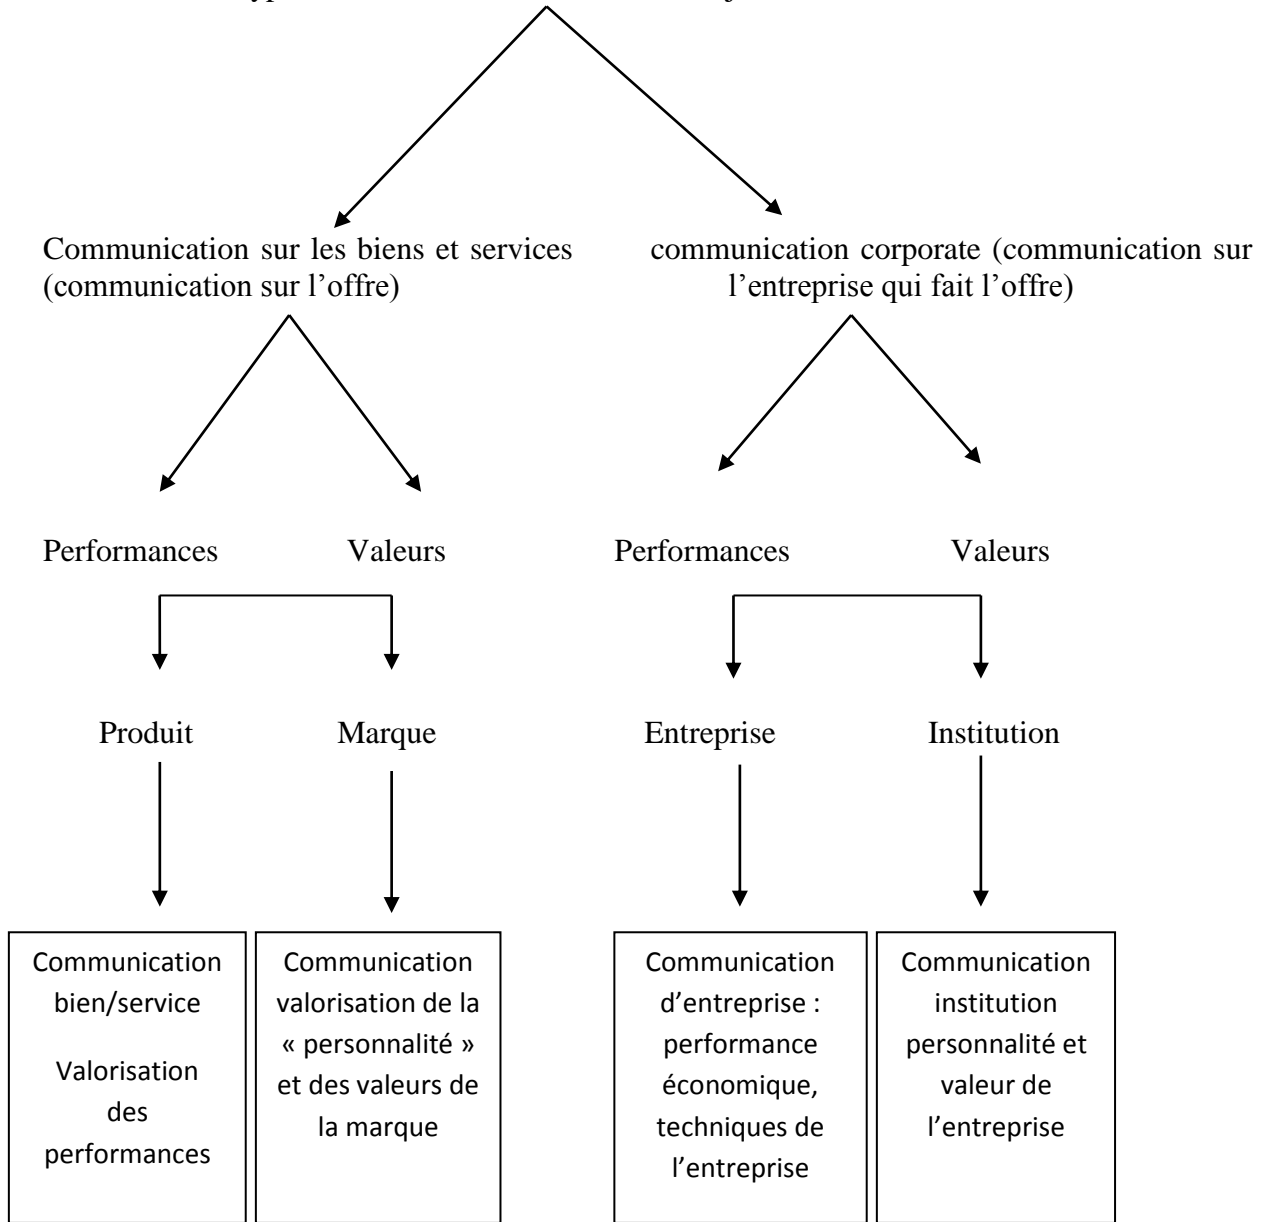 Communication sur les biens et services
(communication sur l'offre)
communication corporate (communication sur
l'entreprise qui fait l'offre)
Performances
Valeurs
Performances
Valeurs
Produit
Marque
Entreprise
Institution
Communication
bien/service
Valorisation
des
performances
Communication
valorisation de la
« personnalité »
et des valeurs de
la marque
Communication
d'entreprise :
performance
économique,
techniques de
l'entreprise
Communication
institution
personnalité et
valeur de
l'entreprise